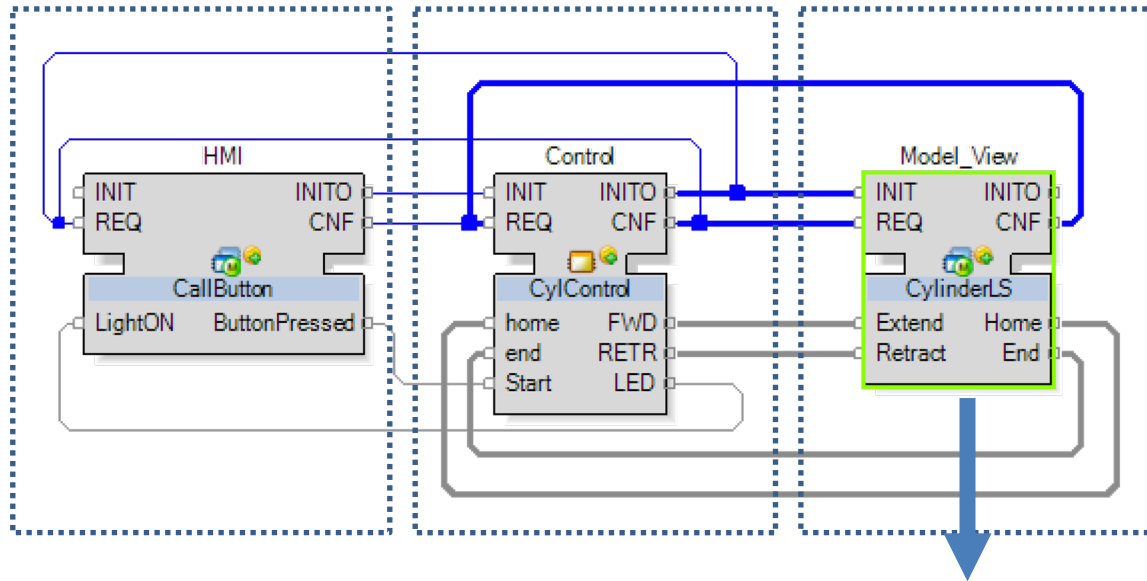 HMI
INIT INITO
REQ CNF
CallButton
LightON ButtonPressed
Control
INIT INITO
REQ CNF
CylControl
home FWD
end RETR
Start LED
Model_View
INIT INITO
REQ CNF
CylinderLS
Extend Home
Retract End